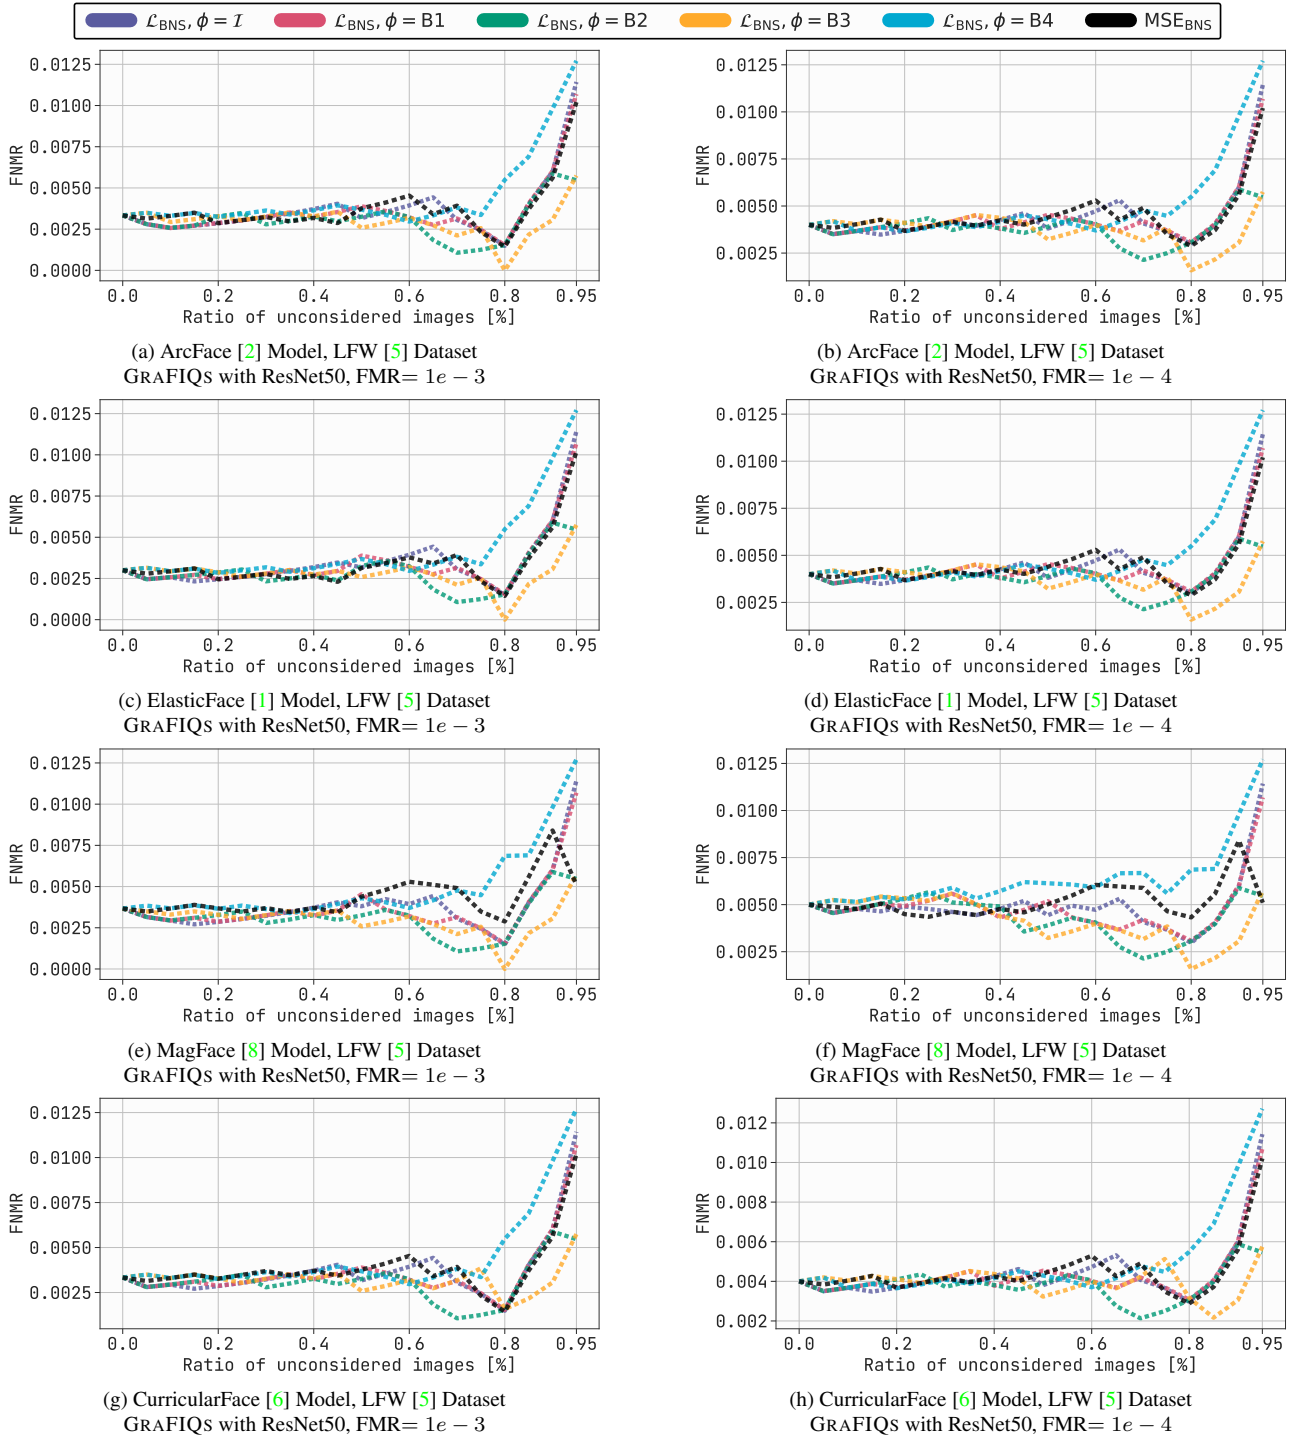 ℒ_BNS, ϕ = ℐ   ℒ_BNS, ϕ = B1   ℒ_BNS, ϕ = B2   ℒ_BNS, ϕ = B3   ℒ_BNS, ϕ = B4   MSE_BNS
0.0125
0.0100
0.0075
0.0050
0.0025
0.0000
FNMR
0.0 0.2 0.4 0.6 0.8 0.95
Ratio of unconsidered images [%]
(a) ArcFace [2] Model, LFW [5] Dataset
GRAFIQS with ResNet50, FMR= 1e − 3
0.0125
0.0100
0.0075
0.0050
0.0025
FNMR
0.0 0.2 0.4 0.6 0.8 0.95
Ratio of unconsidered images [%]
(b) ArcFace [2] Model, LFW [5] Dataset
GRAFIQS with ResNet50, FMR= 1e − 4
0.0125
0.0100
0.0075
0.0050
0.0025
0.0000
FNMR
0.0 0.2 0.4 0.6 0.8 0.95
Ratio of unconsidered images [%]
(c) ElasticFace [1] Model, LFW [5] Dataset
GRAFIQS with ResNet50, FMR= 1e − 3
0.0125
0.0100
0.0075
0.0050
0.0025
FNMR
0.0 0.2 0.4 0.6 0.8 0.95
Ratio of unconsidered images [%]
(d) ElasticFace [1] Model, LFW [5] Dataset
GRAFIQS with ResNet50, FMR= 1e − 4
0.0125
0.0100
0.0075
0.0050
0.0025
0.0000
FNMR
0.0 0.2 0.4 0.6 0.8 0.95
Ratio of unconsidered images [%]
(e) MagFace [8] Model, LFW [5] Dataset
GRAFIQS with ResNet50, FMR= 1e − 3
0.0125
0.0100
0.0075
0.0050
0.0025
FNMR
0.0 0.2 0.4 0.6 0.8 0.95
Ratio of unconsidered images [%]
(f) MagFace [8] Model, LFW [5] Dataset
GRAFIQS with ResNet50, FMR= 1e − 4
0.0125
0.0100
0.0075
0.0050
0.0025
FNMR
0.0 0.2 0.4 0.6 0.8 0.95
Ratio of unconsidered images [%]
(g) CurricularFace [6] Model, LFW [5] Dataset
GRAFIQS with ResNet50, FMR= 1e − 3
0.012
0.010
0.008
0.006
0.004
0.002
FNMR
0.0 0.2 0.4 0.6 0.8 0.95
Ratio of unconsidered images [%]
(h) CurricularFace [6] Model, LFW [5] Dataset
GRAFIQS with ResNet50, FMR= 1e − 4